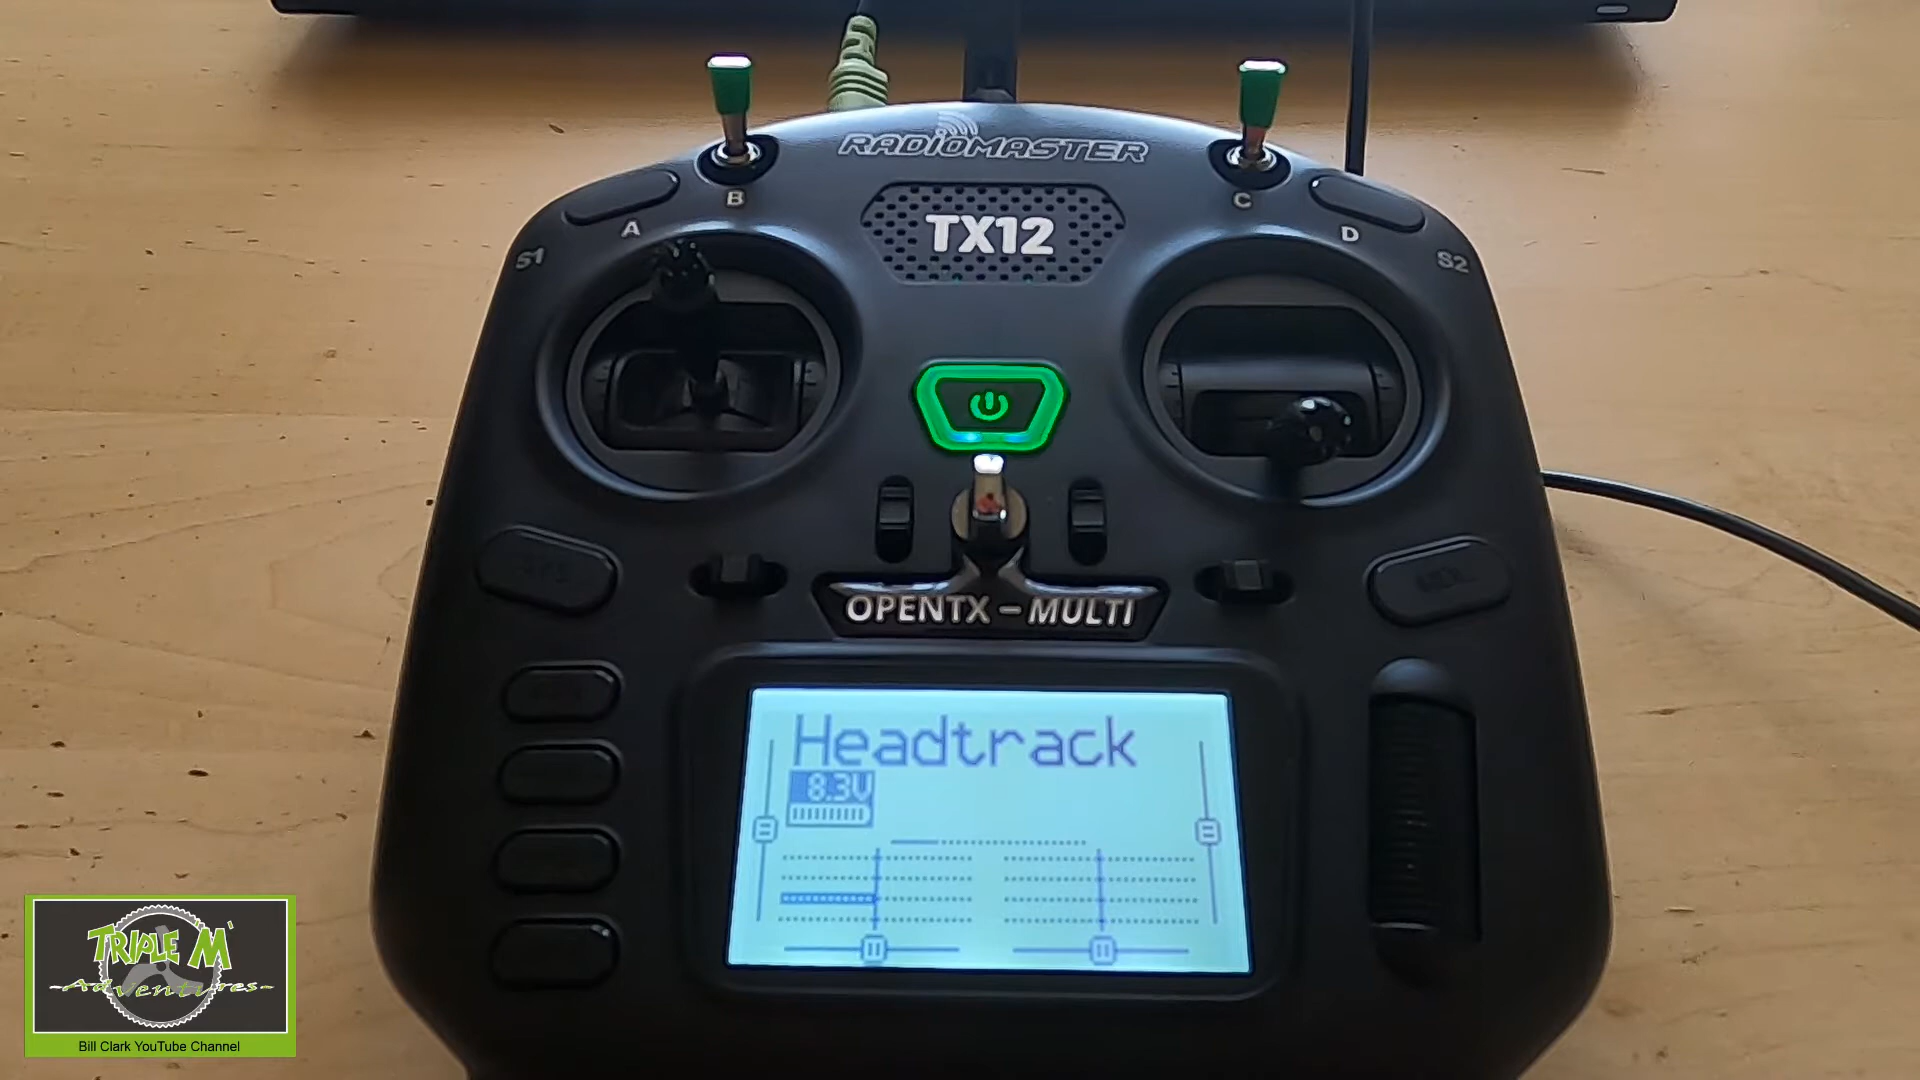 RADIOMASTER
TX12
B
C
A
D
S1
S2
OPENTX – MULTI
Headtrack
8.3V
TRIPLE M
-Adventures-
Bill Clark YouTube Channel